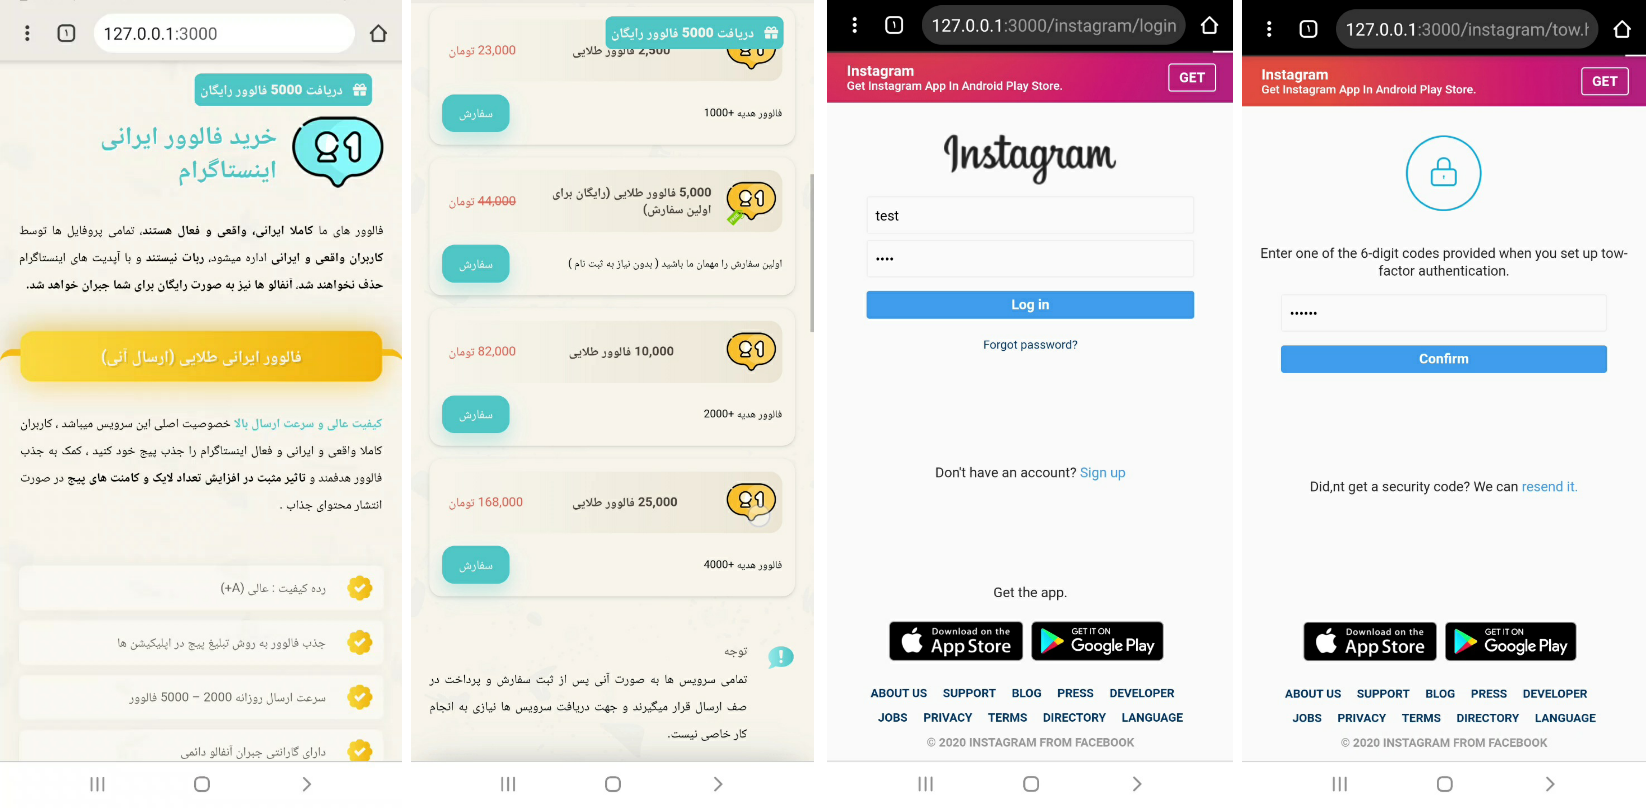 127.0.0.1:3000
دریافت 5000 فالوور رایگان
خرید فالوور ایرانی
اینستاگرام
فالوور های ما کاملا ایرانی، واقعی و فعال هستند. تمامی پروفایل ها توسط
کاربران واقعی و ایرانی اداره میشود، ربات نیستند و با آپدیت های اینستاگرام
حذف نخواهند شد. آنفالو ها نیز به صورت رایگان برای شما جبران خواهد شد.
فالوور ایرانی طلایی (ارسال آنی)
کیفیت عالی و سرعت ارسال بالا خصوصیت اصلی این سرویس میباشد ، کاربران
کاملا واقعی و ایرانی و فعال اینستاگرام را جذب پیج خود کنید ، کمک به جذب
فالوور هدفمند و تاثیر مثبت در افزایش تعداد لایک و کامنت های پیج در صورت
انتشار محتوای جذاب .
رده کیفیت : عالی (A+)
جذب فالوور به روش تبلیغ پیج در اپلیکیشن ها
سرعت ارسال روزانه 2000 – 5000 فالوور
دارای گارانتی جبران آنفالو دائمی
دریافت 5000 فالوور رایگان
2,500 فالوور طلایی
23,000 تومان
فالوور هدیه +1000
سفارش
5,000 فالوور طلایی (رایگان برای
اولین سفارش)
44,000 تومان
اولین سفارش را مهمان ما باشید ( بدون نیاز به ثبت نام )
سفارش
10,000 فالوور طلایی
82,000 تومان
فالوور هدیه +2000
سفارش
25,000 فالوور طلایی
168,000 تومان
فالوور هدیه +4000
سفارش
توجه
تمامی سرویس ها به صورت آنی پس از ثبت سفارش و پرداخت در
صف ارسال قرار میگیرند و جهت دریافت سرویس ها نیازی به انجام
کار خاصی نیست.
127.0.0.1:3000/instagram/login
Instagram
Get Instagram App In Android Play Store.
GET
Instagram
test
••••
Log in
Forgot password?
Don't have an account? Sign up
Get the app.
Download on the
App Store
GET IT ON
Google Play
ABOUT US SUPPORT BLOG PRESS DEVELOPER
JOBS PRIVACY TERMS DIRECTORY LANGUAGE
© 2020 INSTAGRAM FROM FACEBOOK
127.0.0.1:3000/instagram/tow.h
Instagram
Get Instagram App In Android Play Store.
GET
Enter one of the 6-digit codes provided when you set up tow-
factor authentication.
••••••
Confirm
Did,nt get a security code? We can resend it.
Download on the
App Store
GET IT ON
Google Play
ABOUT US SUPPORT BLOG PRESS DEVELOPER
JOBS PRIVACY TERMS DIRECTORY LANGUAGE
© 2020 INSTAGRAM FROM FACEBOOK